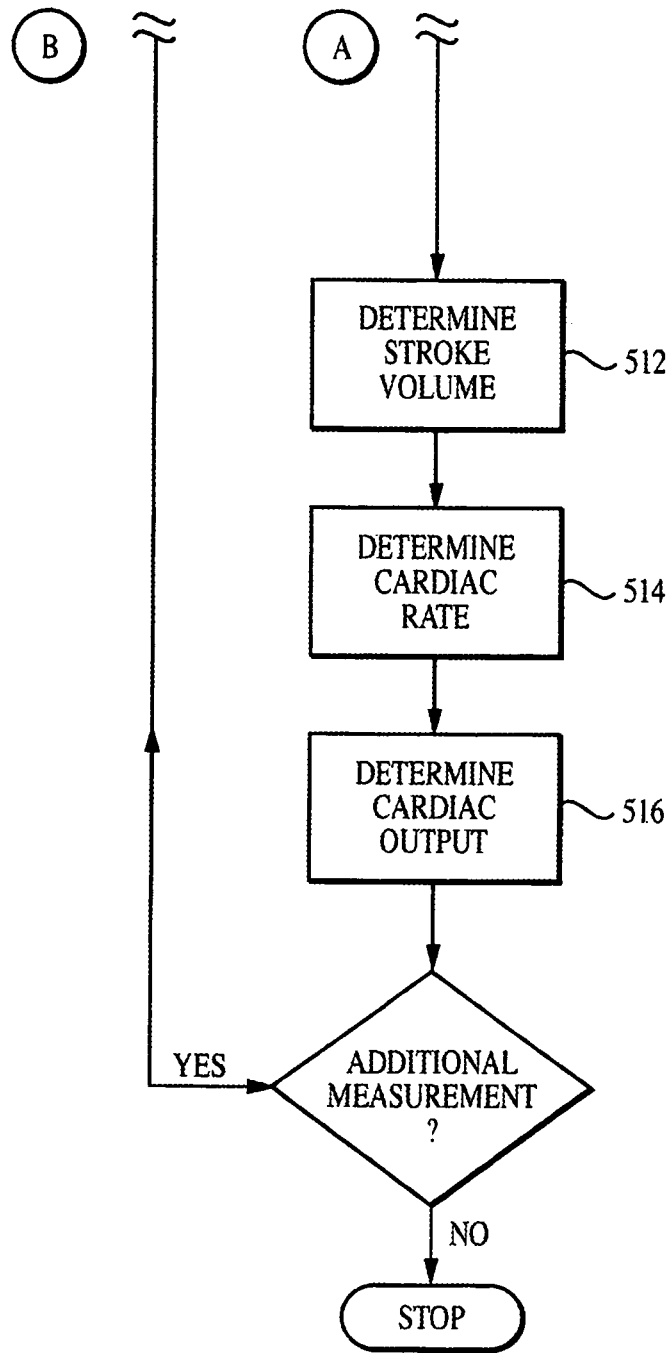 B
A
DETERMINE
STROKE
VOLUME
512
DETERMINE
CARDIAC
RATE
514
DETERMINE
CARDIAC
OUTPUT
516
YES
ADDITIONAL
MEASUREMENT
?
NO
STOP